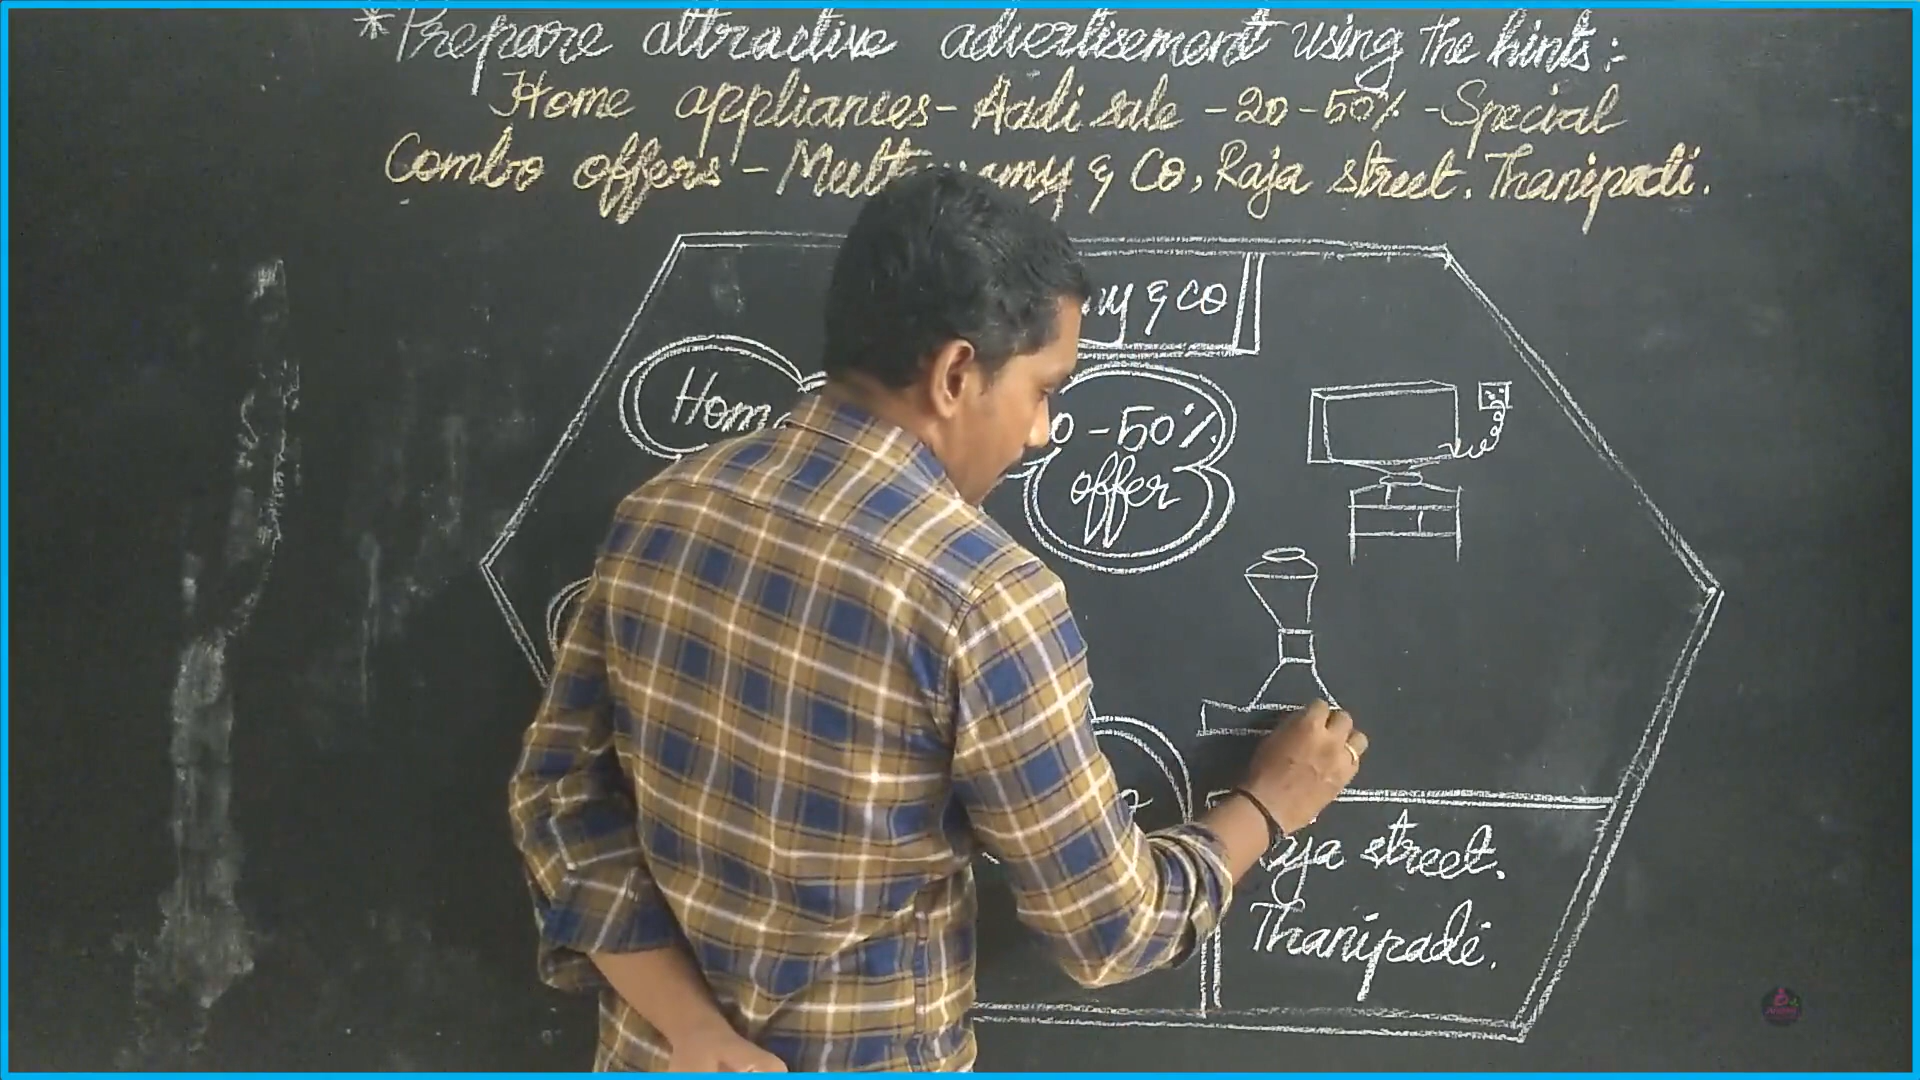 *Prepare attractive advertisement using the hints:
Home appliances - Aadi sale - 20-50% - Special
Combo offers - & Co, Raja street. Thanipadi.
& CO
Home
-50%
offer
street.
Thanipadi.